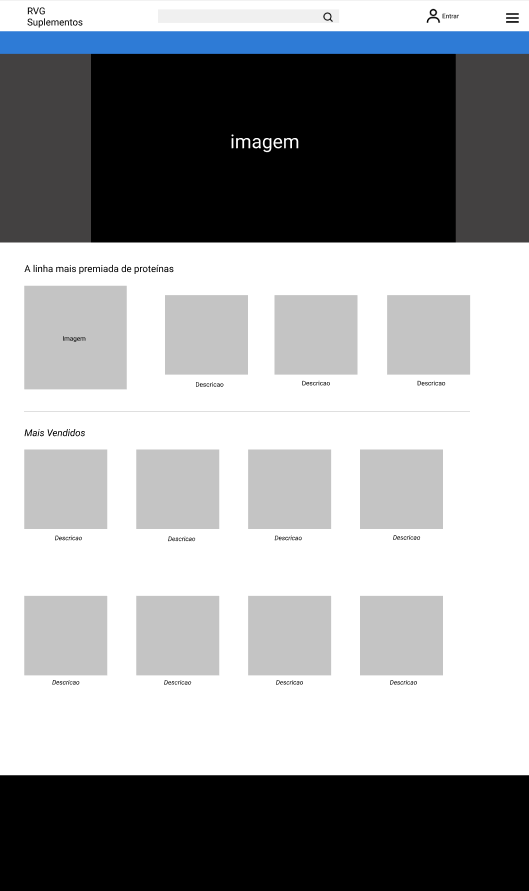 RVG
Suplementos
Entrar
imagem
A linha mais premiada de proteínas
Imagem
Descricao
Descricao
Descricao
Mais Vendidos
Descricao
Descricao
Descricao
Descricao
Descricao
Descricao
Descricao
Descricao